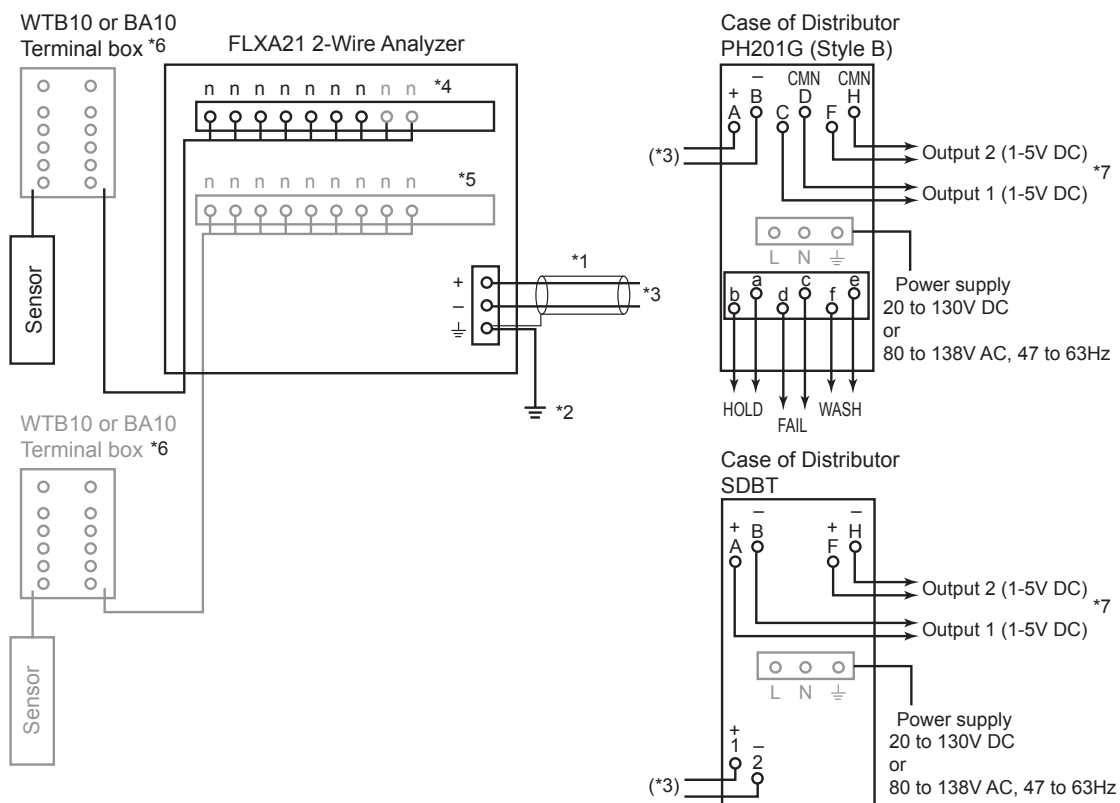 WTB10 or BA10
Terminal box *6
FLXA21 2-Wire Analyzer
n n n n n n n n n *4
n n n n n n n n n *5
Sensor
+
–
*1
*3
*2
WTB10 or BA10
Terminal box *6
Sensor
Case of Distributor
PH201G (Style B)
– CMN CMN
+ B D H
A C F
(*3)
Output 2 (1-5V DC)
*7
Output 1 (1-5V DC)
L N
Power supply
20 to 130V DC
or
80 to 138V AC, 47 to 63Hz
b a d c f e
HOLD
FAIL
WASH
Case of Distributor
SDBT
+ – + –
A B F H
Output 2 (1-5V DC)
*7
Output 1 (1-5V DC)
L N
Power supply
20 to 130V DC
or
80 to 138V AC, 47 to 63Hz
+ –
1 2
(*3)